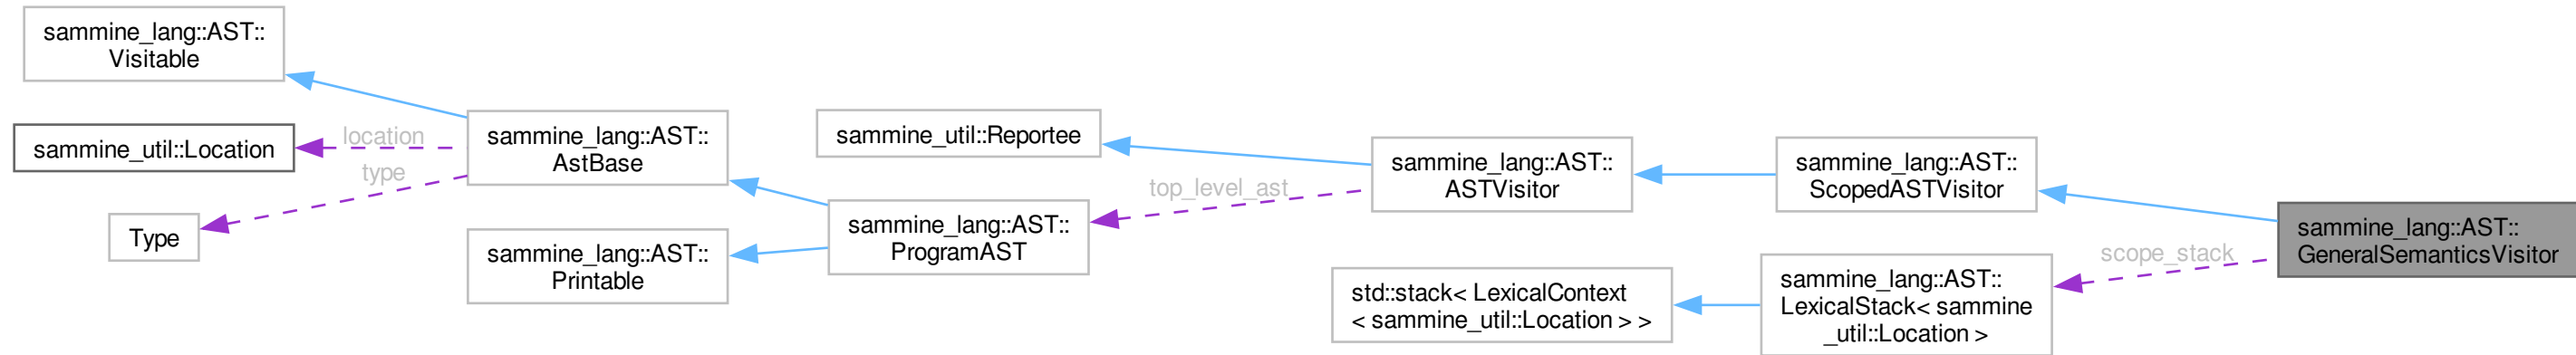 sammine_lang::AST::
Visitable
sammine_util::Location
location
type
Type
sammine_lang::AST::
AstBase
sammine_lang::AST::
Printable
sammine_util::Reportee
sammine_lang::AST::
ProgramAST
top_level_ast
sammine_lang::AST::
ASTVisitor
std::stack< LexicalContext
< sammine_util::Location > >
sammine_lang::AST::
ScopedASTVisitor
sammine_lang::AST::
LexicalStack< sammine
_util::Location >
scope_stack
sammine_lang::AST::
GeneralSemanticsVisitor